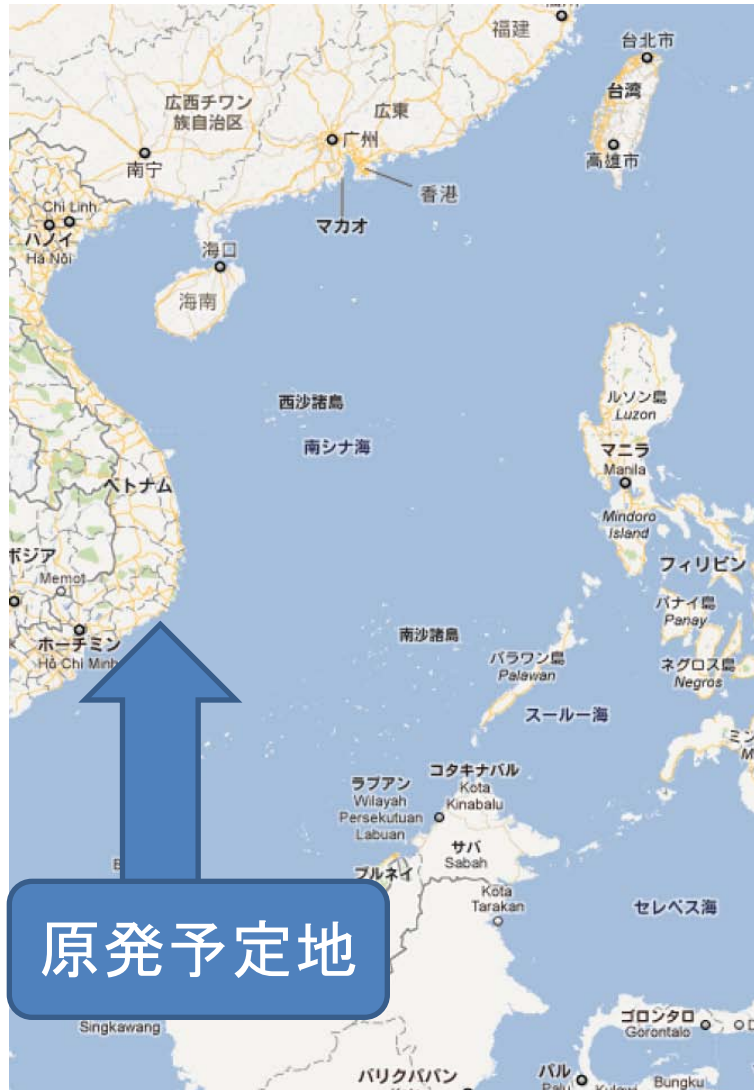 福建
台北市
台湾
広西チワン
族自治区
広東
广州
高雄市
南宁
香港
Chi Linh
マカオ
ハノイ
Hà Nội
海口
海南
ルソン島
Luzon
西沙諸島
南シナ海
マニラ
Manila
ベトナム
Mindoro
Island
ボジア
Memot
フィリピン
パナイ島
Panay
ホーチミン
Hồ Chí Minh
南沙諸島
パラワン島
Palawan
ネグロス島
Negros
スールー海
ミン
M
ラブアン
Wilayah
Persekutuan
Labuan
コタキナバル
Kota
Kinabalu
サバ
Sabah
ブルネイ
Kota
Tarakan
セレベス海
原発予定地
Singkawang
ゴロンタロ
Gorontalo
バリクパパン
パル
Palu
Bungku